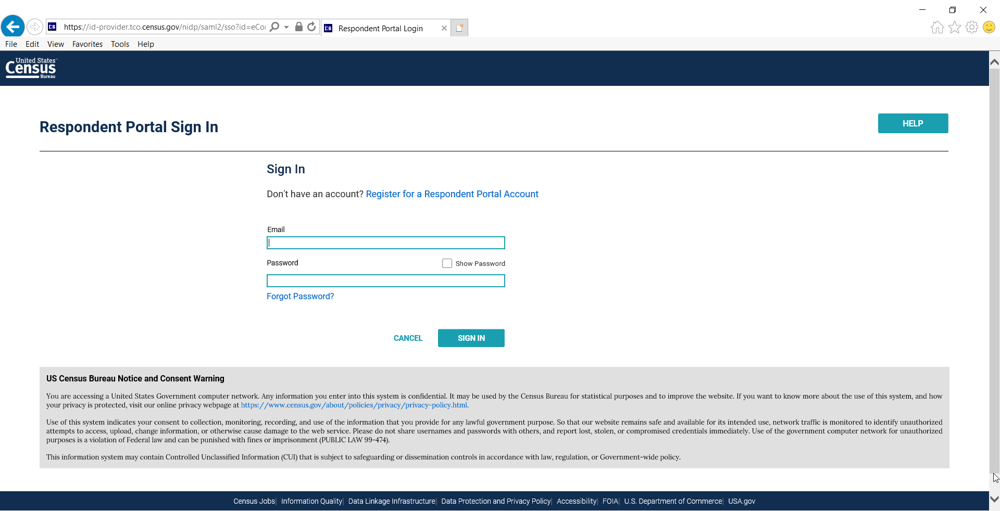 https://id-provider.tco.census.gov/nidp/saml2/sso?id=eCo
Respondent Portal Login
File Edit View Favorites Tools Help
United States
Census
Bureau
Respondent Portal Sign In
HELP
Sign In
Don't have an account? Register for a Respondent Portal Account
Email
Password
Show Password
Forgot Password?
CANCEL
SIGN IN
US Census Bureau Notice and Consent Warning
You are accessing a United States Government computer network. Any information you enter into this system is confidential. It may be used by the Census Bureau for statistical purposes and to improve the website. If you want to know more about the use of this system, and how
your privacy is protected, visit our online privacy webpage at https://www.census.gov/about/policies/privacy/privacy-policy.html.
Use of this system indicates your consent to collection, monitoring, recording, and use of the information that you provide for any lawful government purpose. So that our website remains safe and available for its intended use, network traffic is monitored to identify unauthorized
attempts to access, upload, change information, or otherwise cause damage to the web service. Please do not share usernames and passwords with others, and report lost, stolen, or compromised credentials immediately. Use of the government computer network for unauthorized
purposes is a violation of Federal law and can be punished with fines or imprisonment (PUBLIC LAW 99-474).
This information system may contain Controlled Unclassified Information (CUI) that is subject to safeguarding or dissemination controls in accordance with law, regulation, or Government-wide policy.
Census Jobs| Information Quality| Data Linkage Infrastructure| Data Protection and Privacy Policy| Accessibility| FOIA| U.S. Department of Commerce| USA.gov